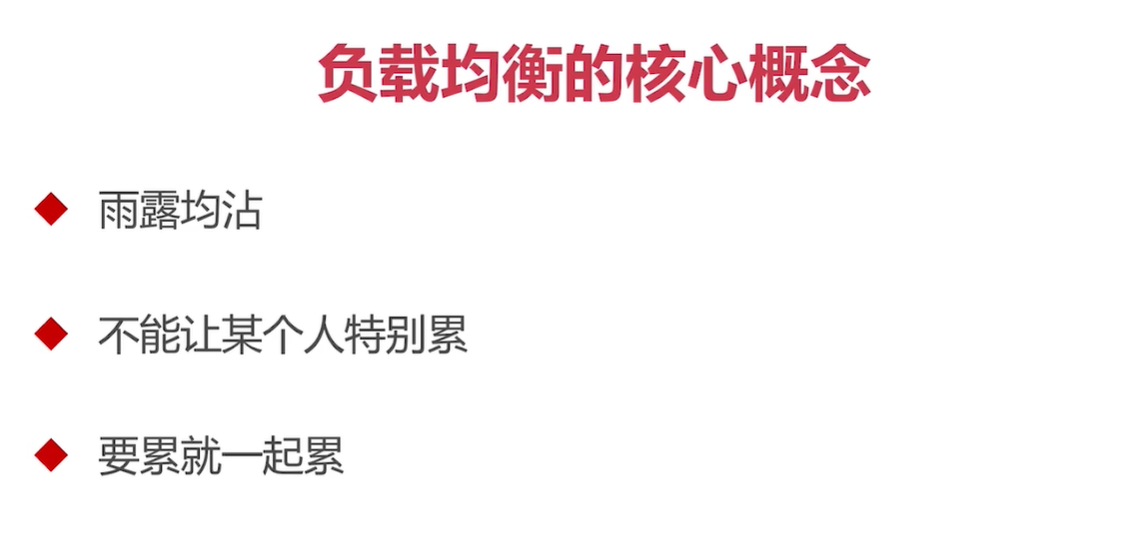 负载均衡的核心概念
雨露均沾
不能让某个人特别累
要累就一起累